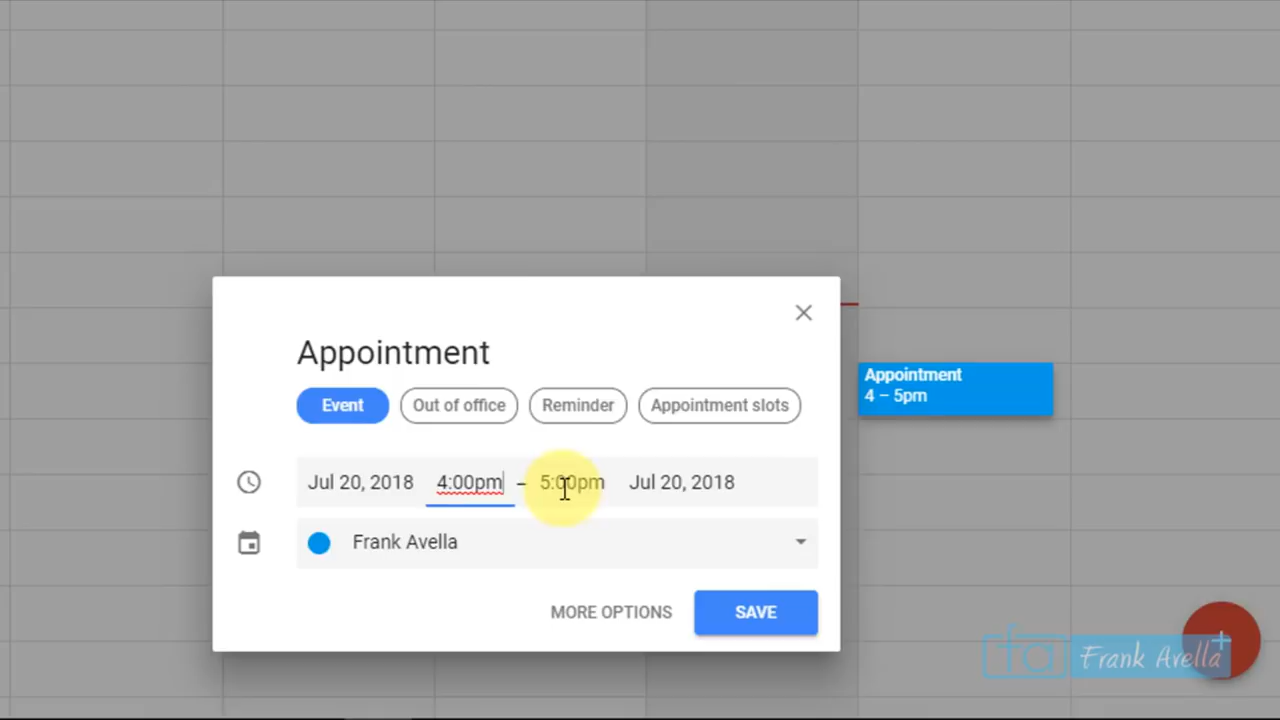 Appointment
Event Out of office Reminder Appointment slots
Jul 20, 2018 4:00pm – 5:00pm Jul 20, 2018
Frank Avella
MORE OPTIONS SAVE
Appointment
4 – 5pm
fa Frank Avella